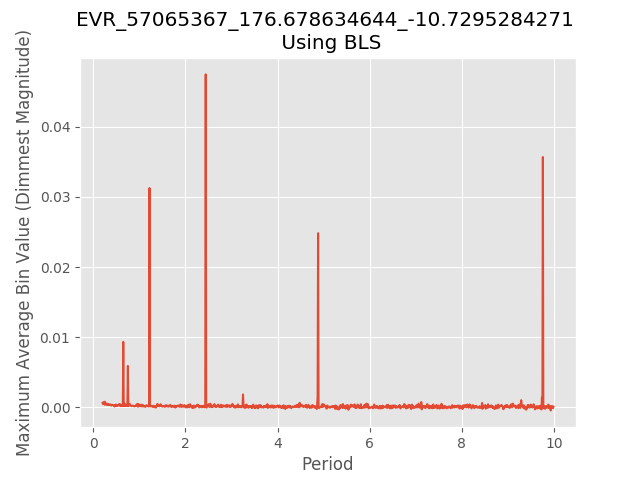 EVR_57065367_176.678634644_-10.7295284271
Using BLS
Maximum Average Bin Value (Dimmest Magnitude)
0.04
0.03
0.02
0.01
0.00
0
2
4
6
8
10
Period